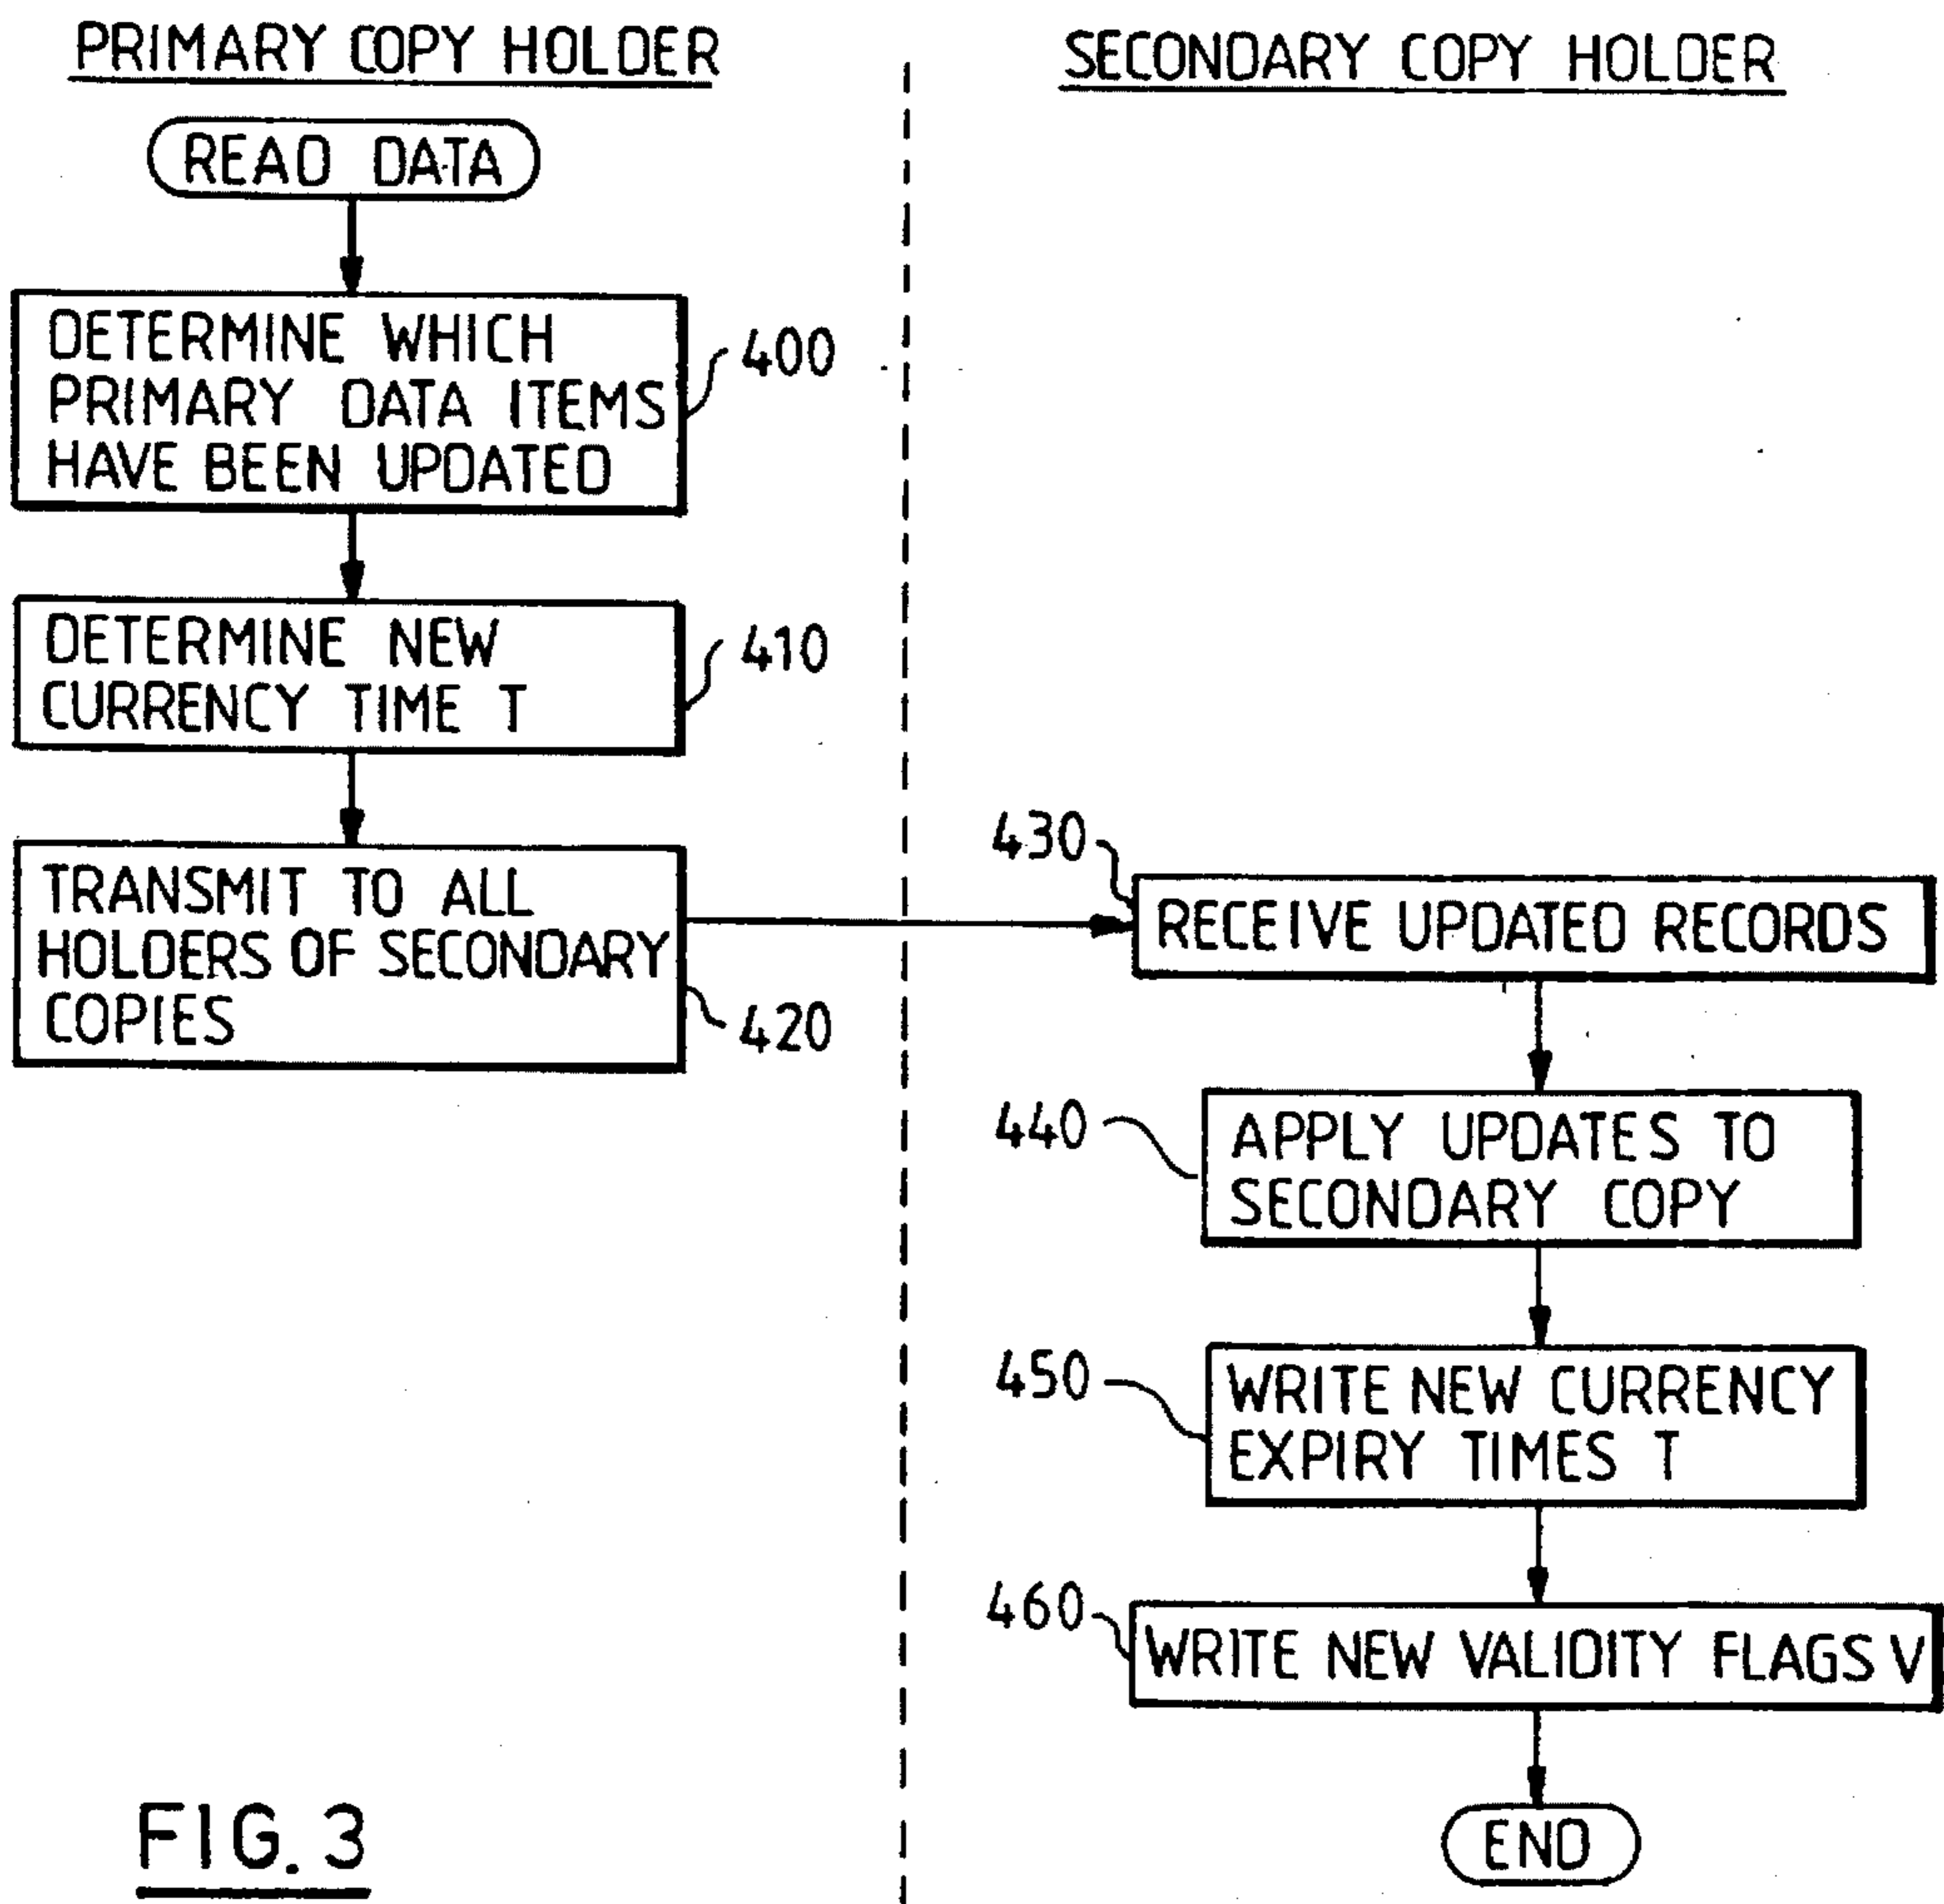 PRIMARY COPY HOLDER
READ DATA
DETERMINE WHICH
PRIMARY DATA ITEMS
HAVE BEEN UPDATED
400
DETERMINE NEW
CURRENCY TIME T
410
TRANSMIT TO ALL
HOLDERS OF SECONDARY
COPIES
420
SECONDARY COPY HOLDER
430
RECEIVE UPDATED RECORDS
440
APPLY UPDATES TO
SECONDARY COPY
450
WRITE NEW CURRENCY
EXPIRY TIMES T
460
WRITE NEW VALIDITY FLAGS V
END
FIG. 3